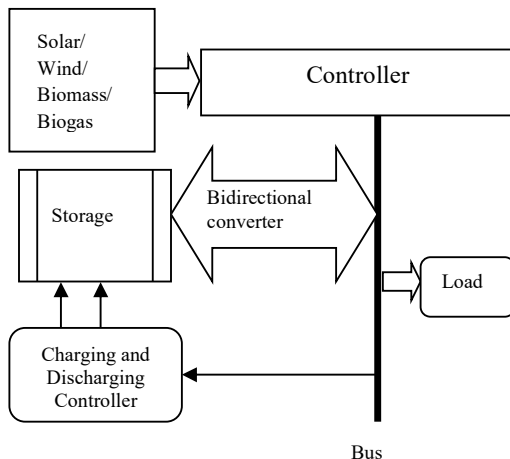 Solar/
Wind/
Biomass/
Biogas
Controller
Bidirectional
converter
Storage
Load
Charging and
Discharging
Controller
Bus